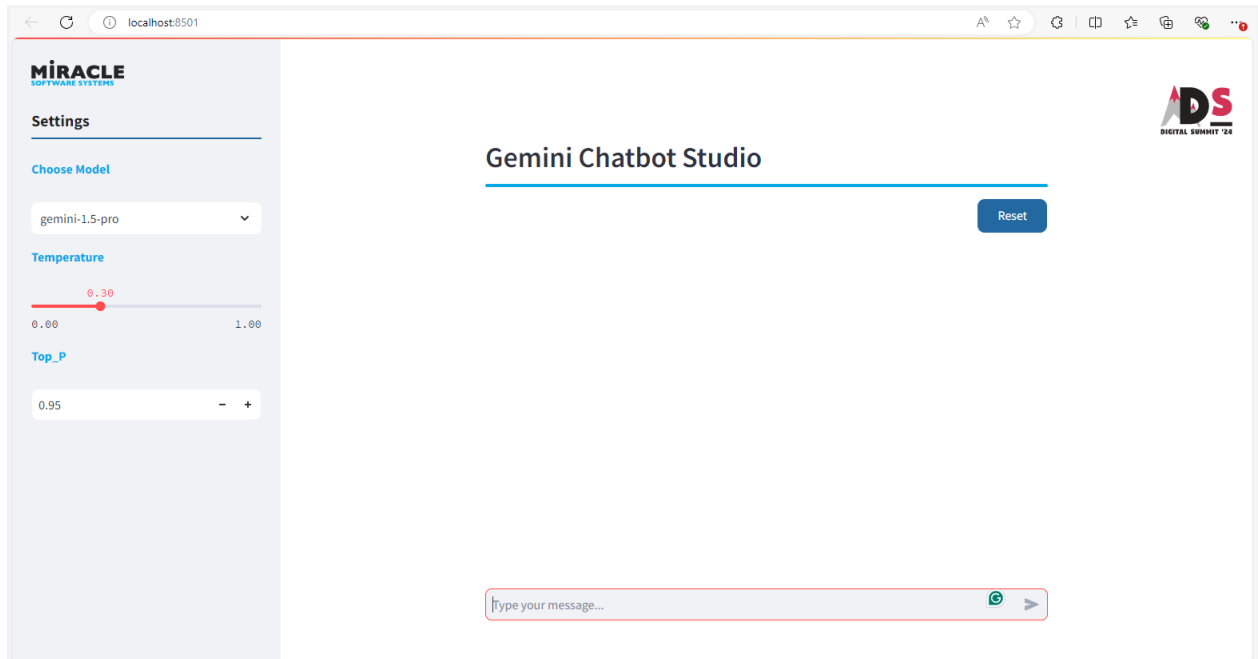 localhost:8501
MiRACLE
SOFTWARE SYSTEMS
Settings
Choose Model
gemini-1.5-pro
Temperature
0.30
0.00 1.00
Top_P
0.95 - +
ADS
DIGITAL SUMMIT '24
Gemini Chatbot Studio
Reset
Type your message...